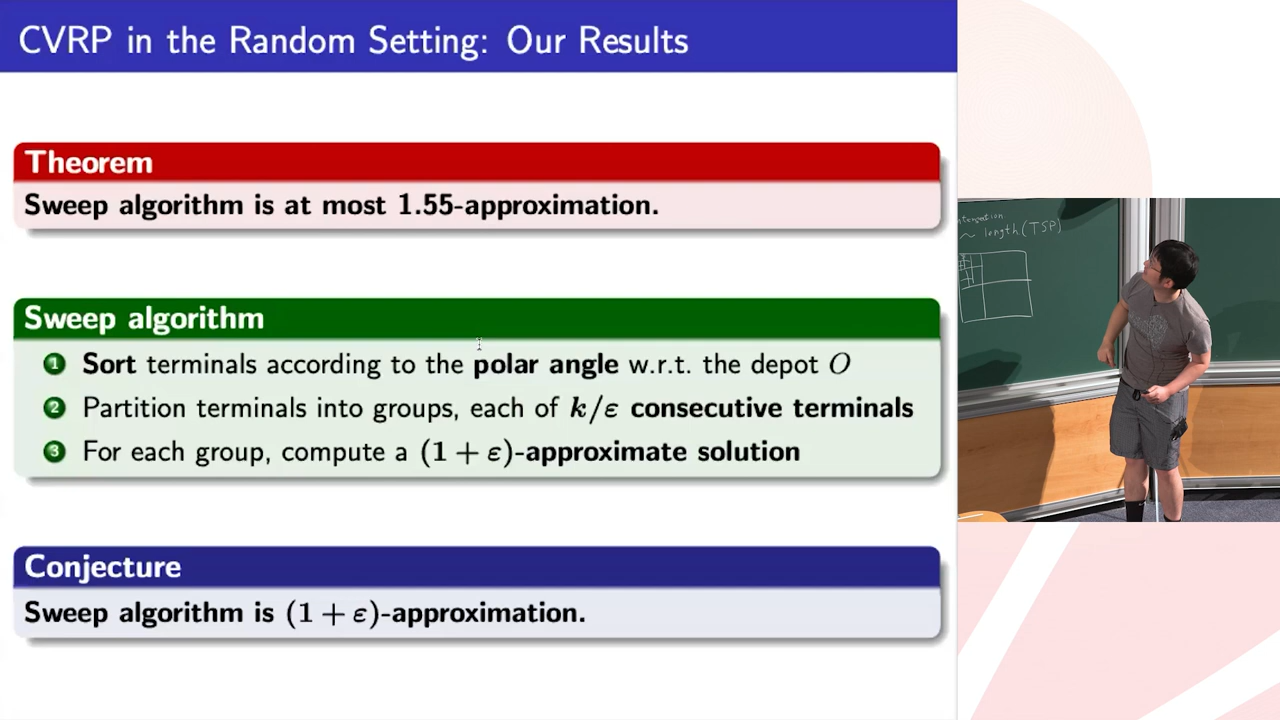 CVRP in the Random Setting: Our Results
Theorem
Sweep algorithm is at most 1.55-approximation.
Sweep algorithm
1 Sort terminals according to the polar angle w.r.t. the depot O
2 Partition terminals into groups, each of k/ε consecutive terminals
3 For each group, compute a (1 + ε)-approximate solution
Conjecture
Sweep algorithm is (1 + ε)-approximation.
~ length(TSP)